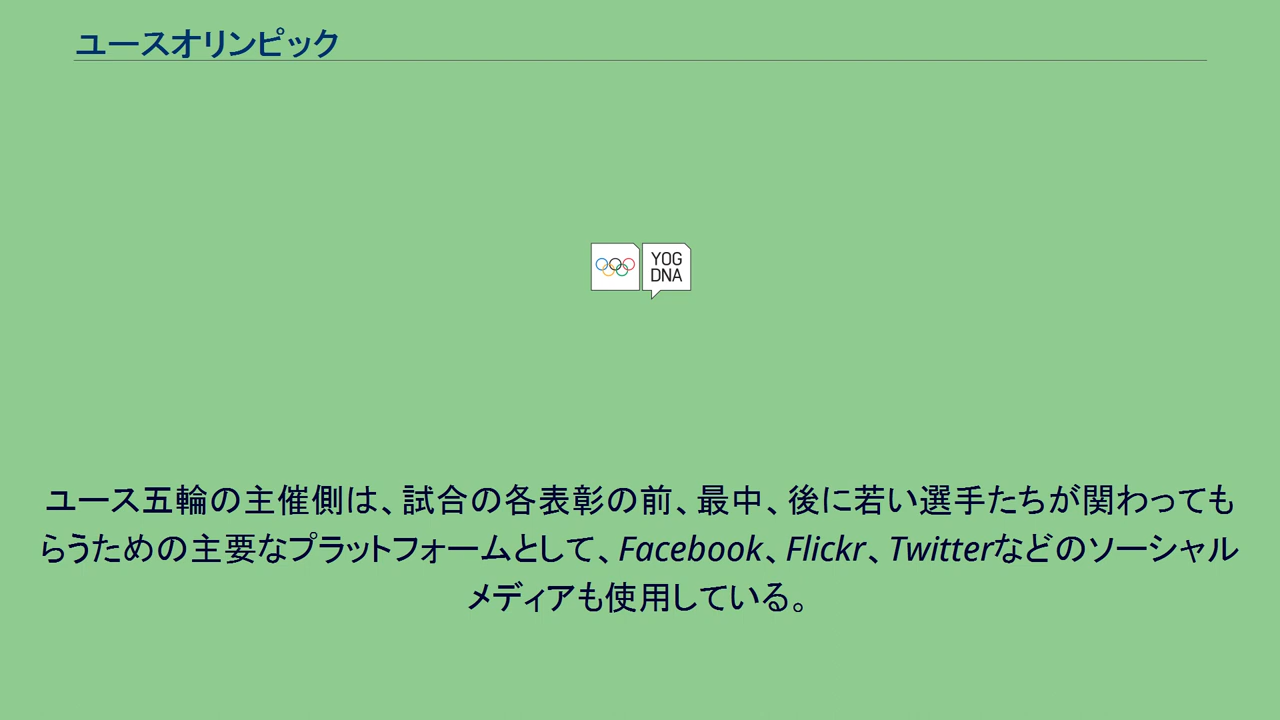 ユースオリンピック
YOG
DNA
ユース五輪の主催側は、試合の各表彰の前、最中、後に若い選手たちが関わっても
らうための主要なプラットフォームとして、Facebook、Flickr、Twitterなどのソーシャル
メディアも使用している。